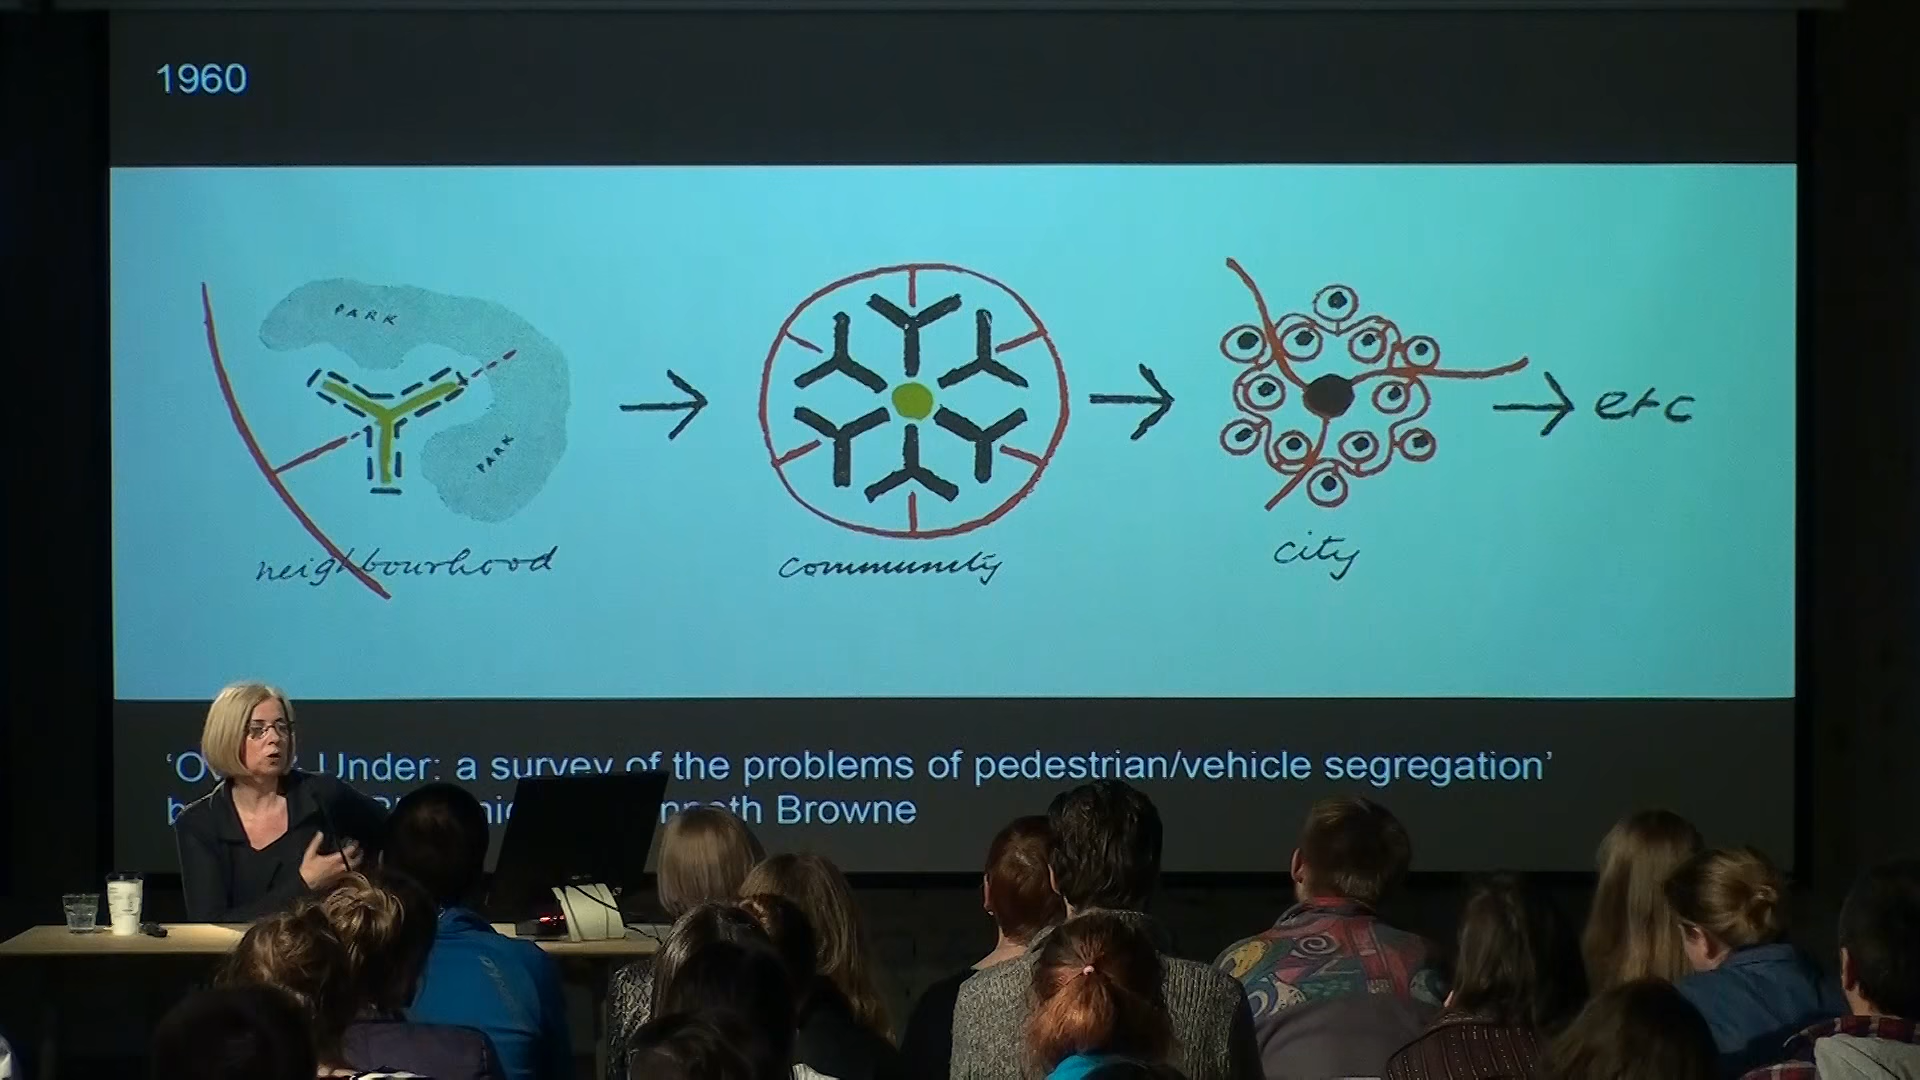 1960
PARK
PARK
neighbourhood
community
city
etc
Under: a survey of the problems of pedestrian/vehicle segregation’
Browne